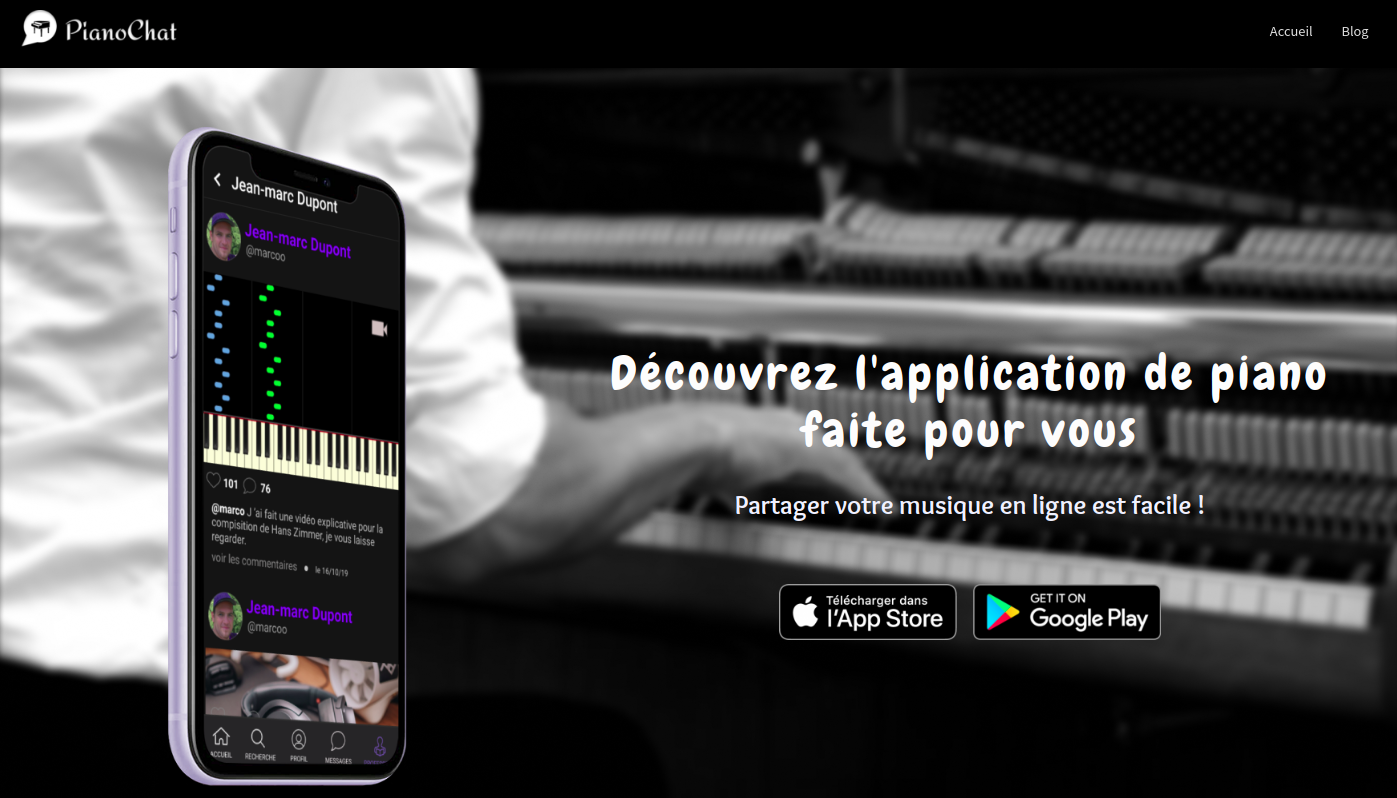 PianoChat
Accueil
Blog
Jean-marc Dupont
Jean-marc Dupont
@marcoo
101
76
@marco J 'ai fait une vidéo explicative pour la
compisition de Hans Zimmer, je vous laisse
regarder.
voir les commentaires • le 16/10/19
Jean-marc Dupont
@marcoo
ACCUEIL
RECHERCHE
PROFIL
MESSAGES
Découvrez l'application de piano
faite pour vous
Partager votre musique en ligne est facile !
Télécharger dans
l'App Store
GET IT ON
Google Play